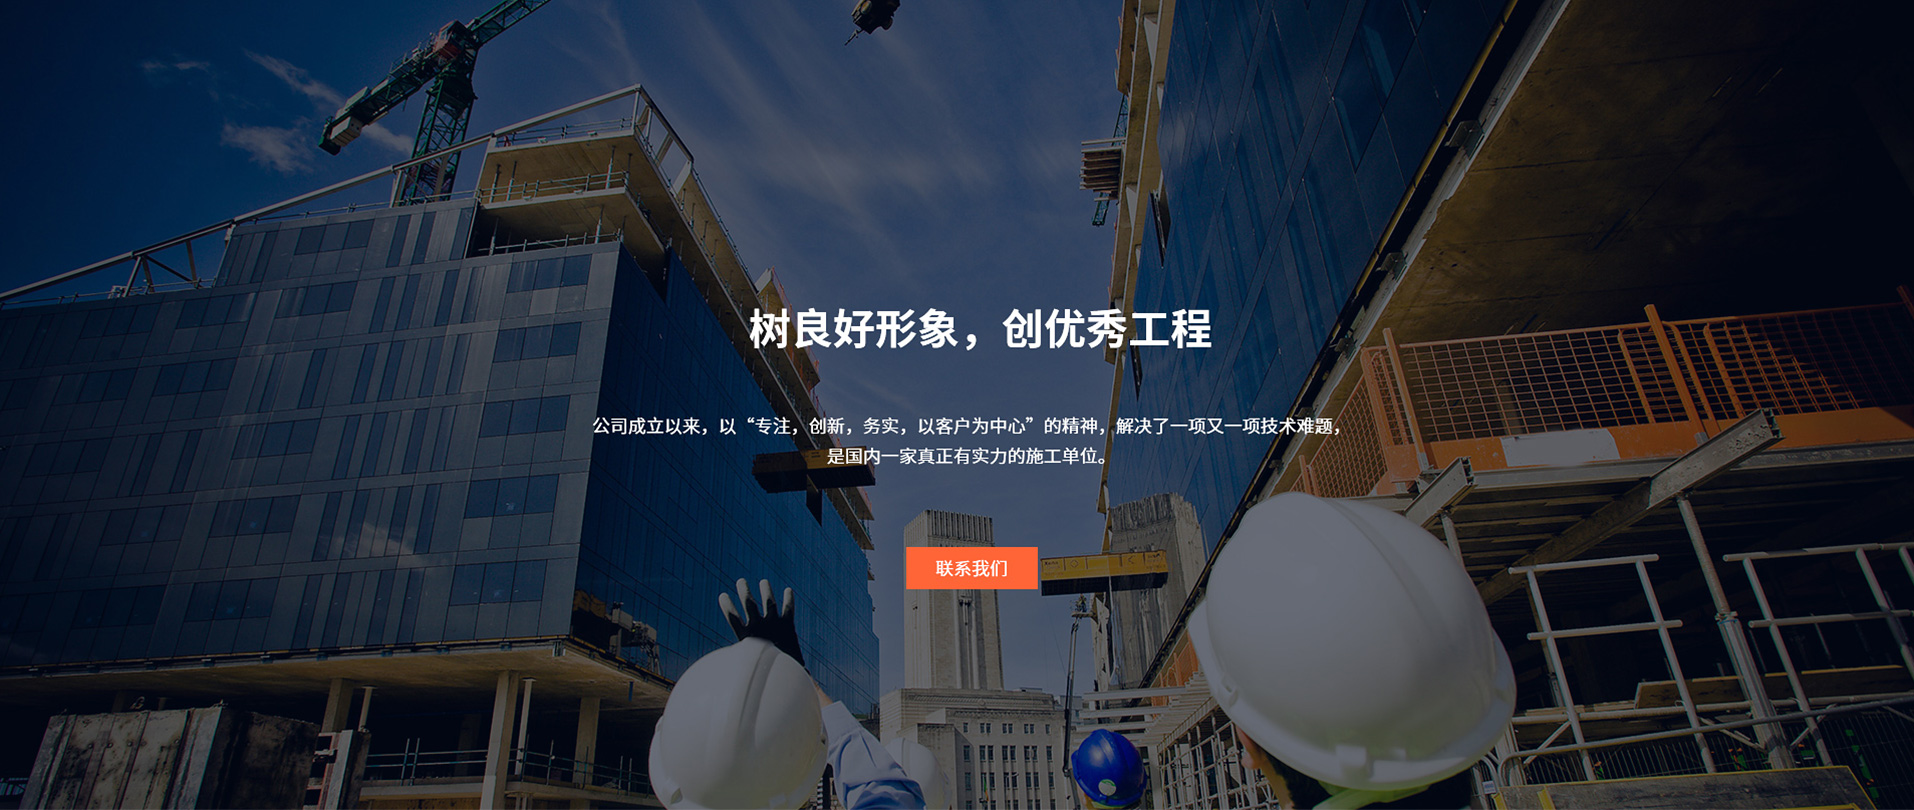 树良好形象，创优秀工程
公司成立以来，以“专注，创新，务实，以客户为中心”的精神，解决了一项又一项技术难题，
是国内一家真正有实力的施工单位。
联系我们